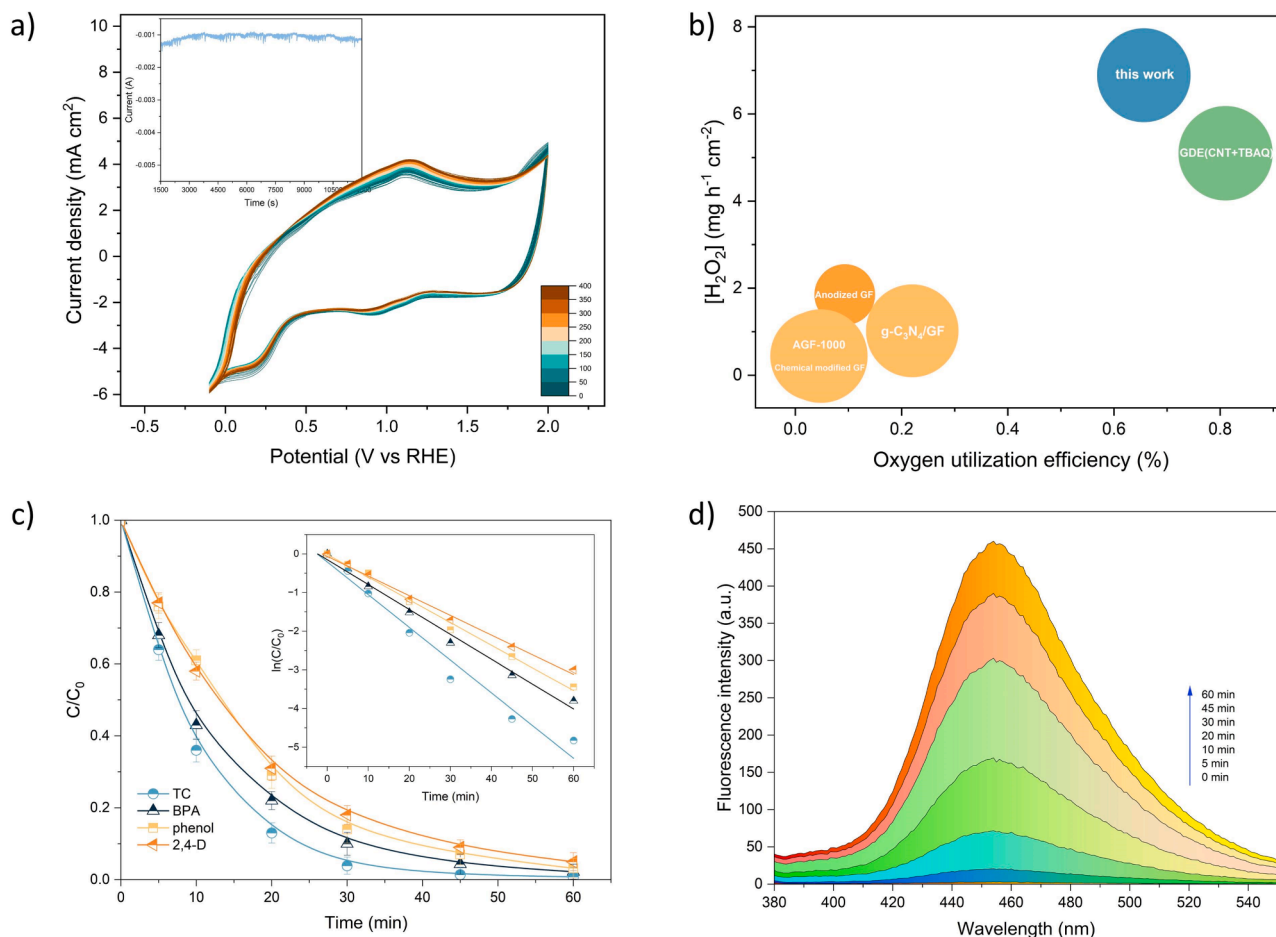 a)
Current density (mA cm²)
10
8
6
4
2
0
-2
-4
-6
-0.5
0.0
0.5
1.0
1.5
2.0
Potential (V vs RHE)
Current (A)
-0.001
-0.002
-0.003
-0.004
-0.005
1500
3000
4500
6000
7500
9000
10500
Time (s)
400
350
300
250
200
150
100
50
0
b)
[H₂O₂] (mg h⁻¹ cm⁻²)
8
6
4
2
0
this work
GDE(CNT+TBAQ)
Anodized GF
g-C₃N₄/GF
AGF-1000
Chemical modified GF
0.0
0.2
0.4
0.6
0.8
Oxygen utilization efficiency (%)
c)
C/C₀
1.0
0.8
0.6
0.4
0.2
0.0
0
10
20
30
40
50
60
Time (min)
TC
BPA
phenol
2,4-D
ln(C/C₀)
0
-1
-2
-3
-4
-5
0
10
20
30
40
50
60
Time (min)
d)
Fluorescence intensity (a.u.)
500
450
400
350
300
250
200
150
100
50
0
380
400
420
440
460
480
500
520
540
Wavelength (nm)
60 min
45 min
30 min
20 min
10 min
5 min
0 min